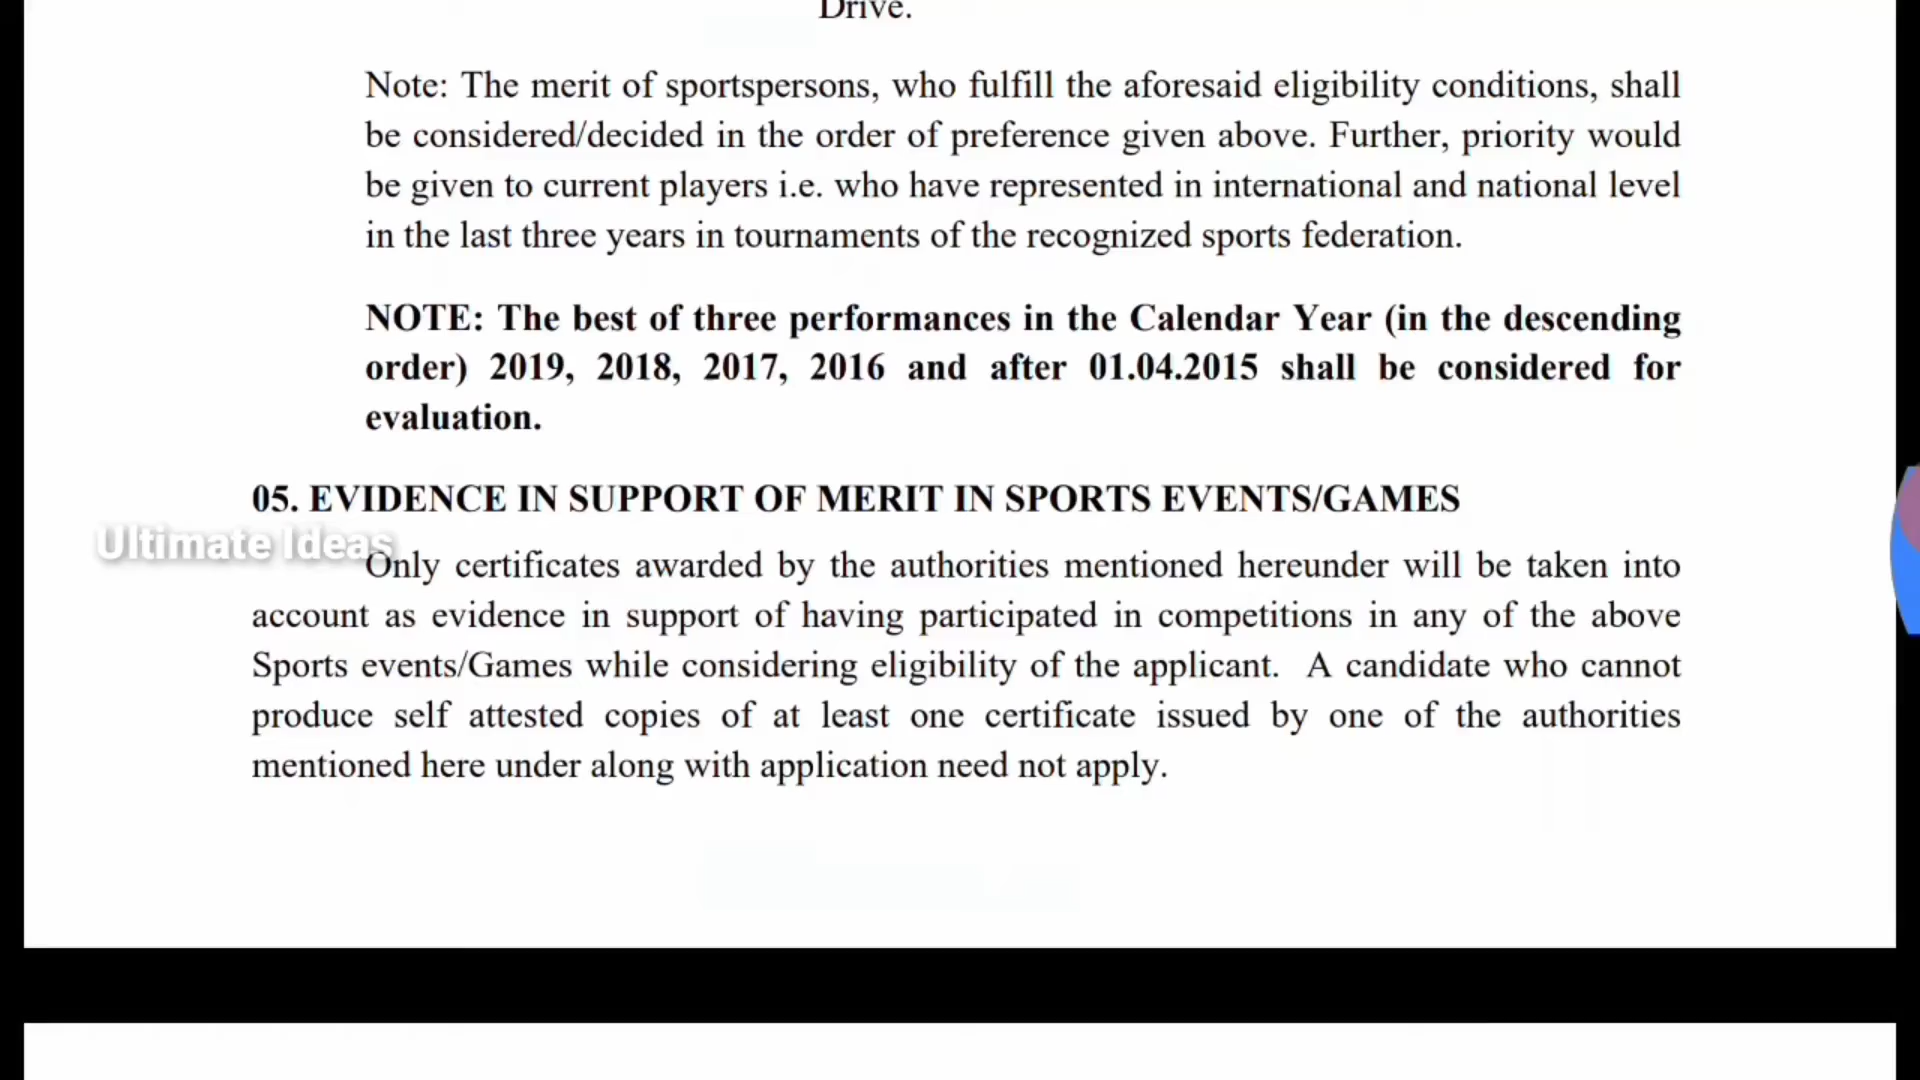 Drive.
Note: The merit of sportspersons, who fulfill the aforesaid eligibility conditions, shall
be considered/decided in the order of preference given above. Further, priority would
be given to current players i.e. who have represented in international and national level
in the last three years in tournaments of the recognized sports federation.
NOTE: The best of three performances in the Calendar Year (in the descending
order) 2019, 2018, 2017, 2016 and after 01.04.2015 shall be considered for
evaluation.
05. EVIDENCE IN SUPPORT OF MERIT IN SPORTS EVENTS/GAMES
Ultimate Ideas
Only certificates awarded by the authorities mentioned hereunder will be taken into
account as evidence in support of having participated in competitions in any of the above
Sports events/Games while considering eligibility of the applicant. A candidate who cannot
produce self attested copies of at least one certificate issued by one of the authorities
mentioned here under along with application need not apply.